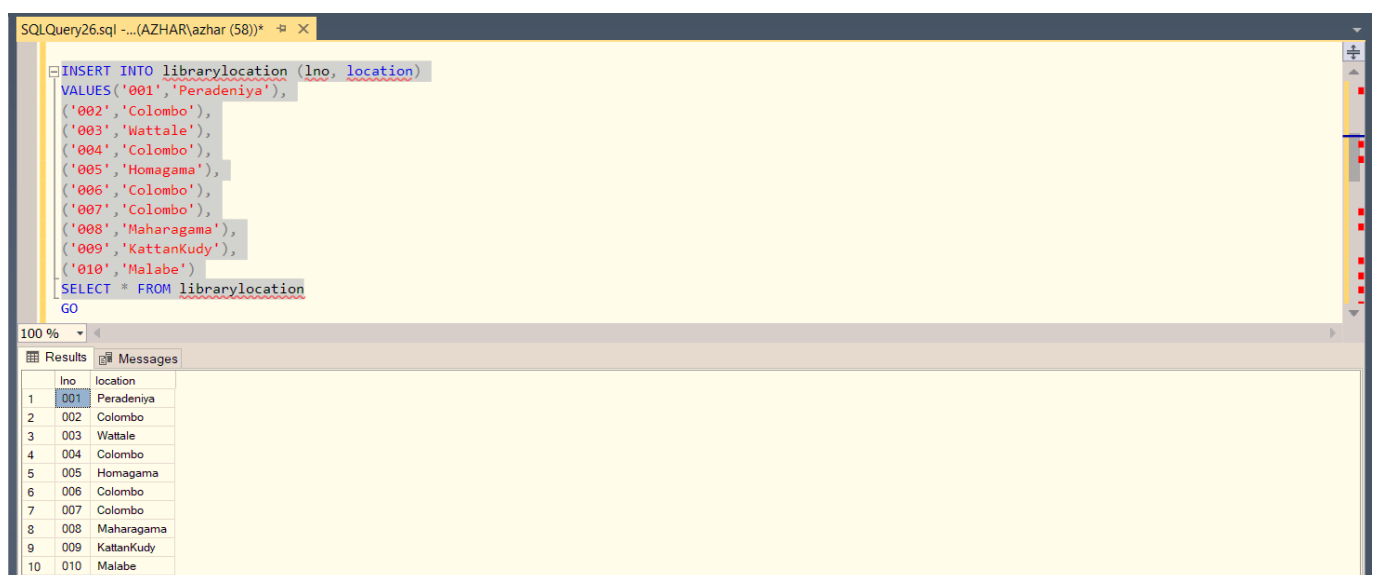 SQLQuery26.sql -...(AZHAR\azhar (58))*
INSERT INTO librarylocation (lno, location)
VALUES('001','Peradeniya'),
('002','Colombo'),
('003','Wattale'),
('004','Colombo'),
('005','Homagama'),
('006','Colombo'),
('007','Colombo'),
('008','Maharagama'),
('009','KattanKudy'),
('010','Malabe')
SELECT * FROM librarylocation
GO
100 %
Results Messages
lno location
1 001 Peradeniya
2 002 Colombo
3 003 Wattale
4 004 Colombo
5 005 Homagama
6 006 Colombo
7 007 Colombo
8 008 Maharagama
9 009 KattanKudy
10 010 Malabe